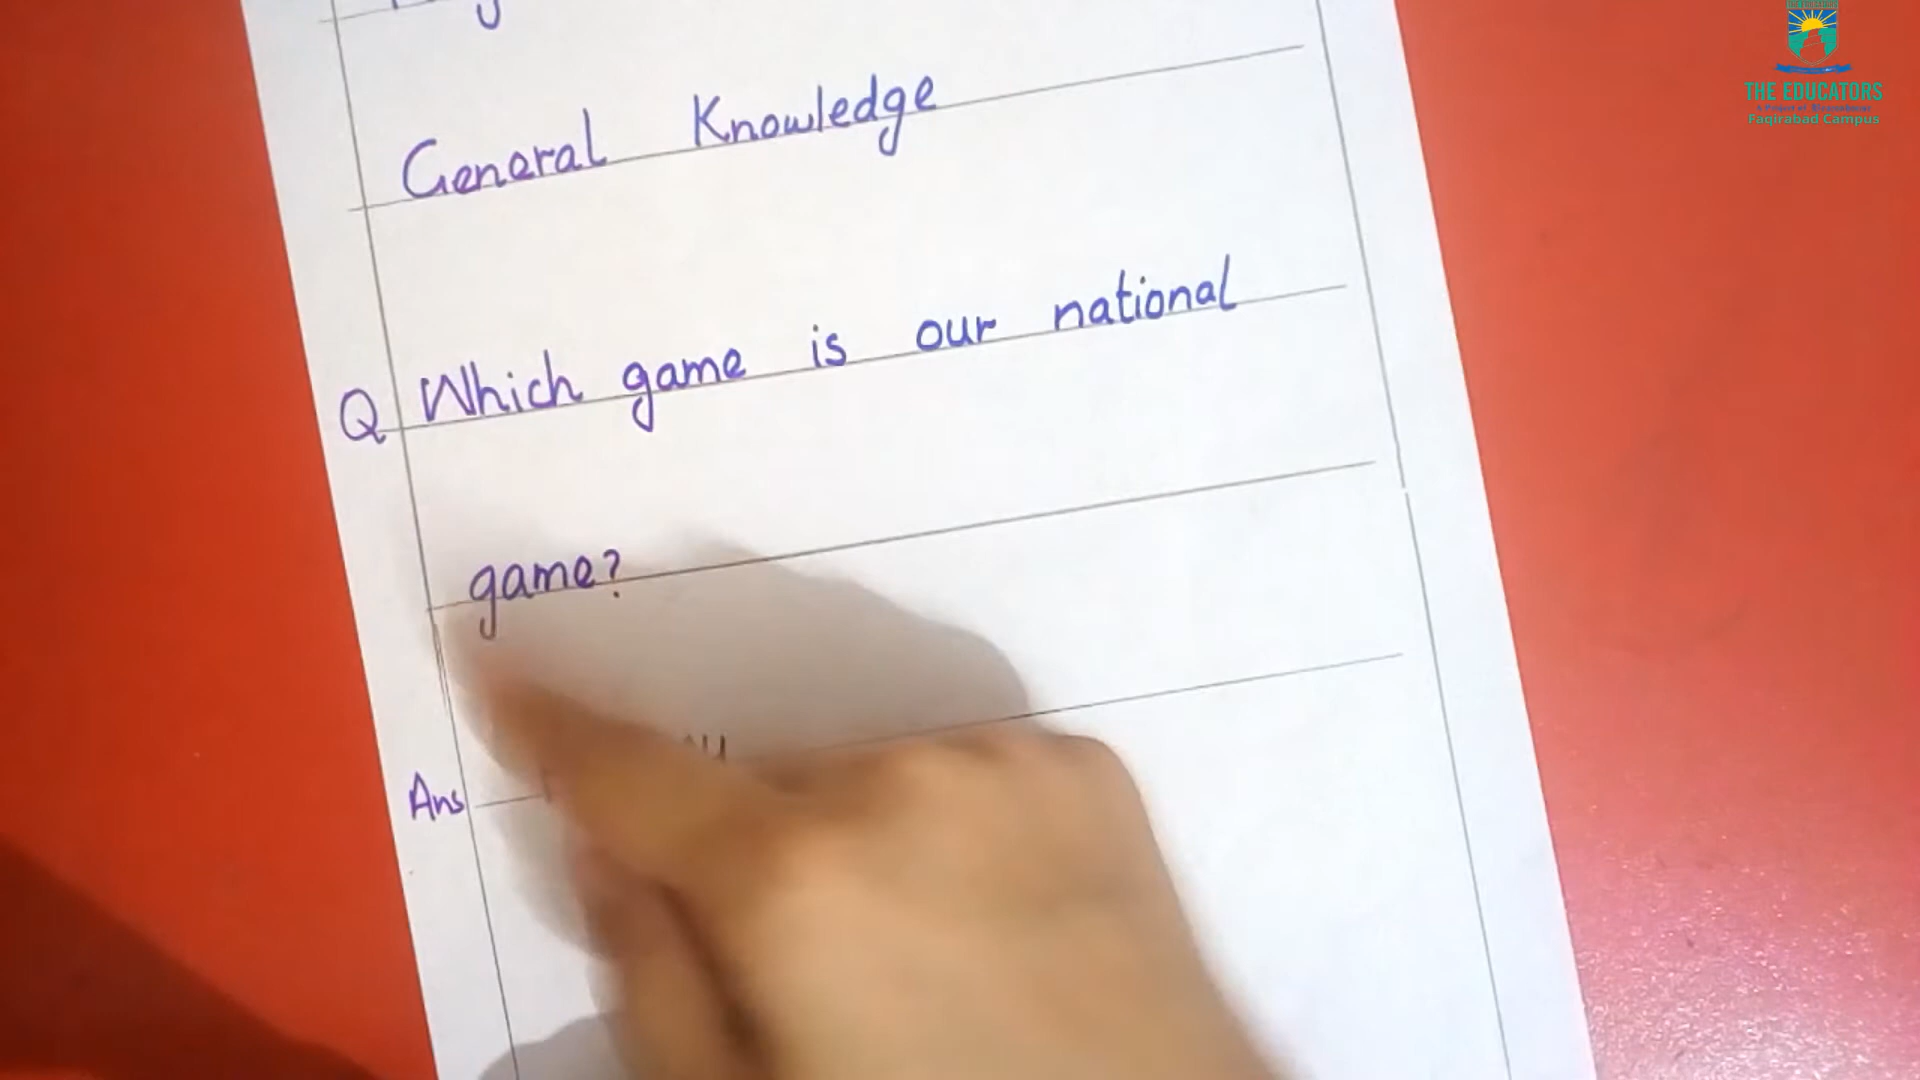 General Knowledge
Q Which game is our national
game?
Ans
THE EDUCATORS
Faqirabad Campus